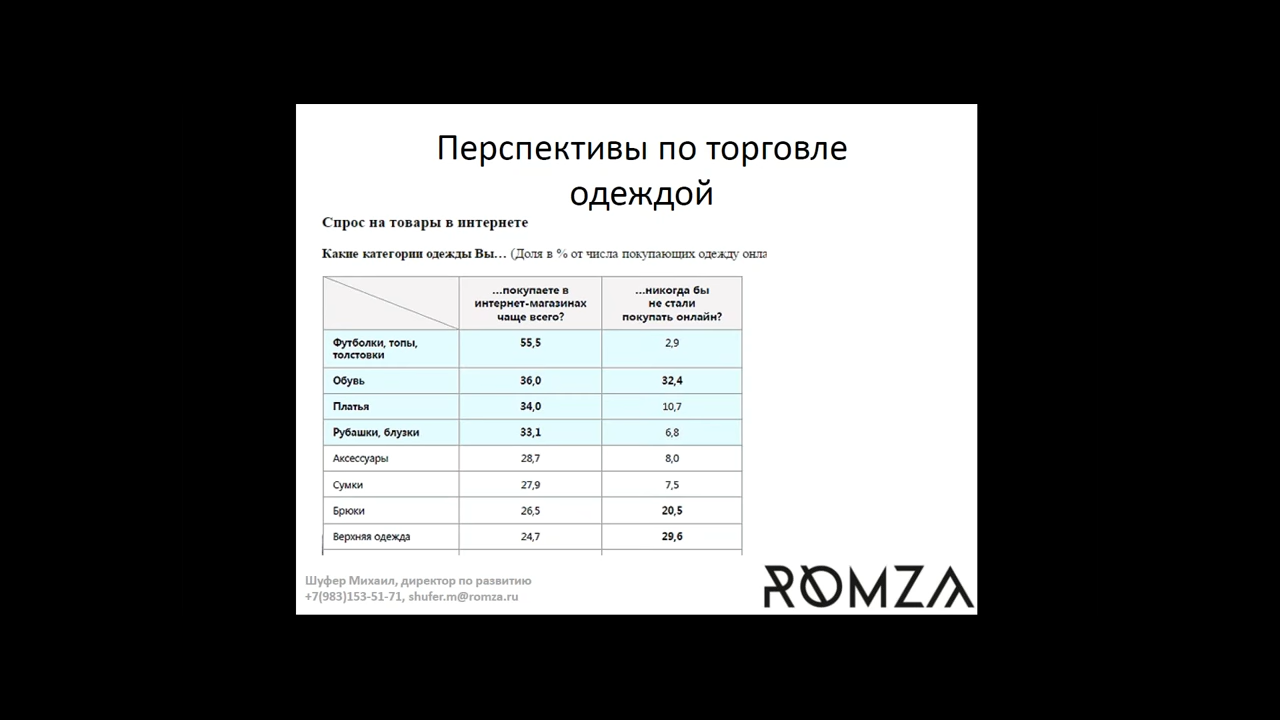 Перспективы по торговле
одеждой
Спрос на товары в интернете
Какие категории одежды Вы... (Доля в % от числа покупающих одежду онла
...покупаете в
интернет-магазинах
чаще всего?
...никогда бы
не стали
покупать онлайн?
Футболки, топы,
толстовки
55,5
2,9
Обувь
36,0
32,4
Платья
34,0
10,7
Рубашки, блузки
33,1
6,8
Аксессуары
28,7
8,0
Сумки
27,9
7,5
Брюки
26,5
20,5
Верхняя одежда
24,7
29,6
Шуфер Михаил, директор по развитию
+7(983)153-51-71, shufer.m@romza.ru
ROMZA